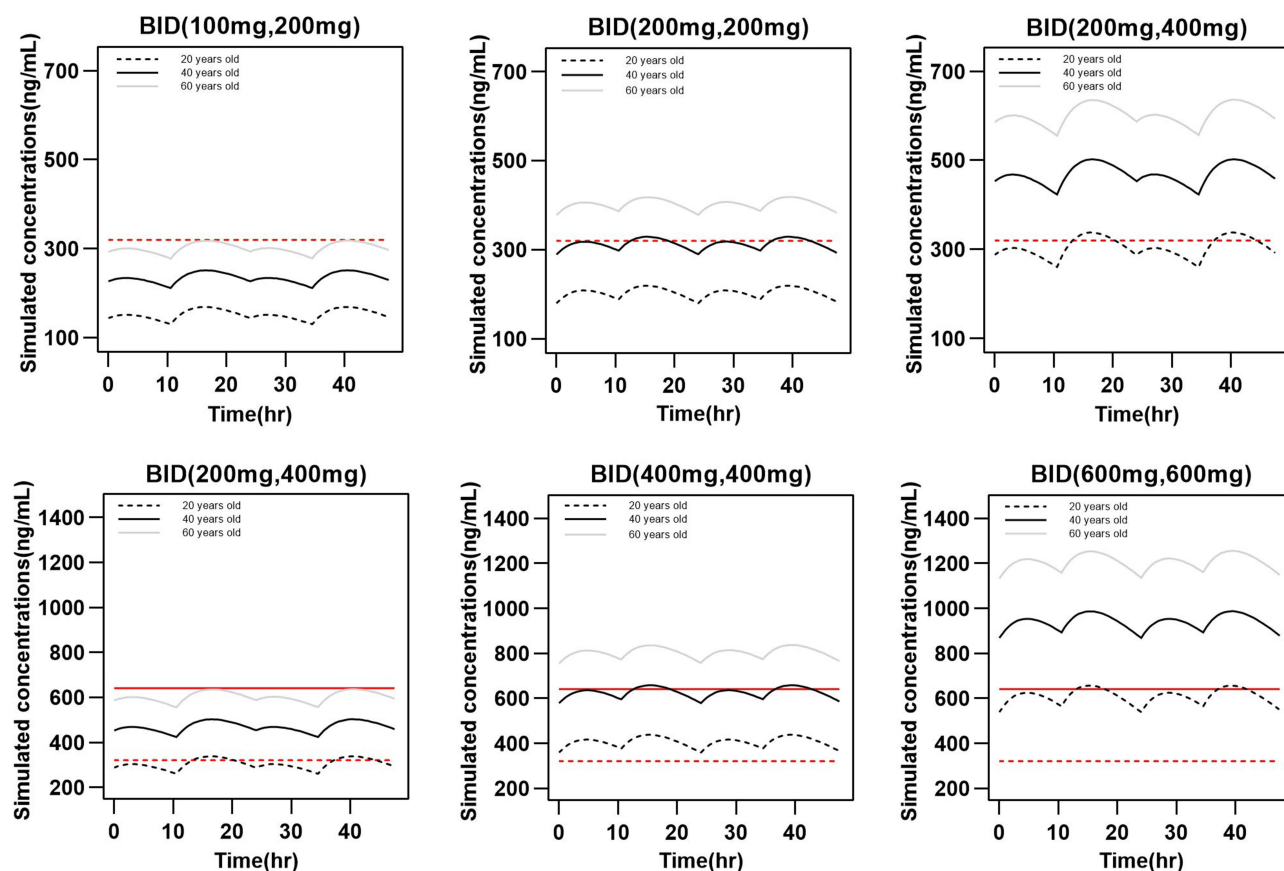 BID(100mg,200mg)
Simulated concentrations(ng/mL)
700
500
300
100
20 years old
40 years old
60 years old
0 10 20 30 40
Time(hr)
BID(200mg,200mg)
Simulated concentrations(ng/mL)
700
500
300
100
20 years old
40 years old
60 years old
0 10 20 30 40
Time(hr)
BID(200mg,400mg)
Simulated concentrations(ng/mL)
700
500
300
100
20 years old
40 years old
60 years old
0 10 20 30 40
Time(hr)
BID(200mg,400mg)
Simulated concentrations(ng/mL)
1400
1200
1000
800
600
400
200
20 years old
40 years old
60 years old
0 10 20 30 40
Time(hr)
BID(400mg,400mg)
Simulated concentrations(ng/mL)
1400
1200
1000
800
600
400
200
20 years old
40 years old
60 years old
0 10 20 30 40
Time(hr)
BID(600mg,600mg)
Simulated concentrations(ng/mL)
1400
1200
1000
800
600
400
200
20 years old
40 years old
60 years old
0 10 20 30 40
Time(hr)